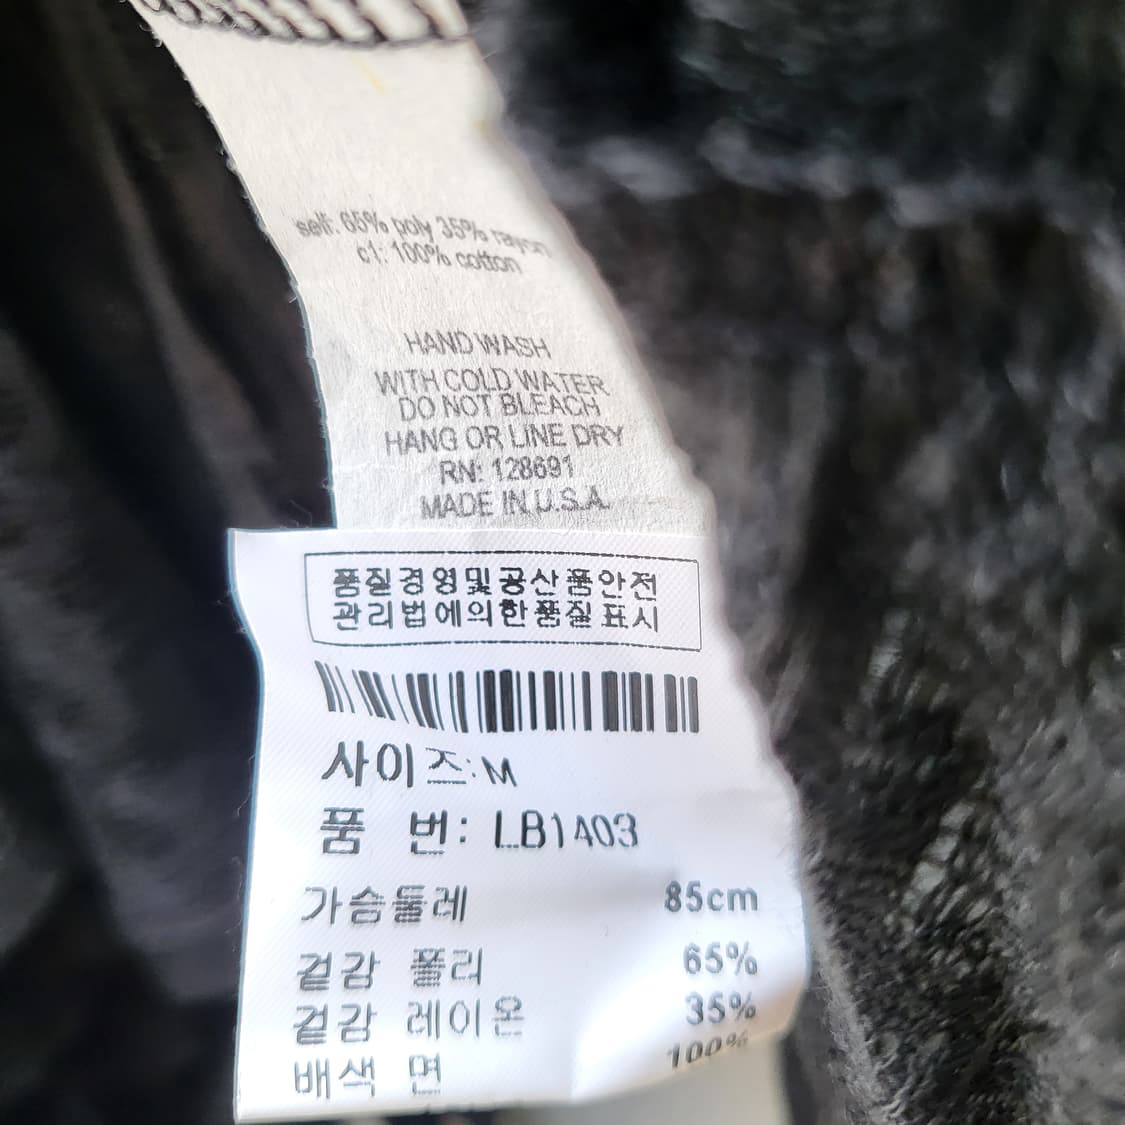 self: 65% poly 35% rayon
c1: 100% cotton
HAND WASH
WITH COLD WATER
DO NOT BLEACH
HANG OR LINE DRY
RN: 128691
MADE IN U.S.A.
품질경영및공산품안전
관리법에의한품질표시
사이즈:M
품 번: LB1403
가슴둘레 85cm
겉감 폴리 65%
겉감 레이온 35%
배색 면 100%